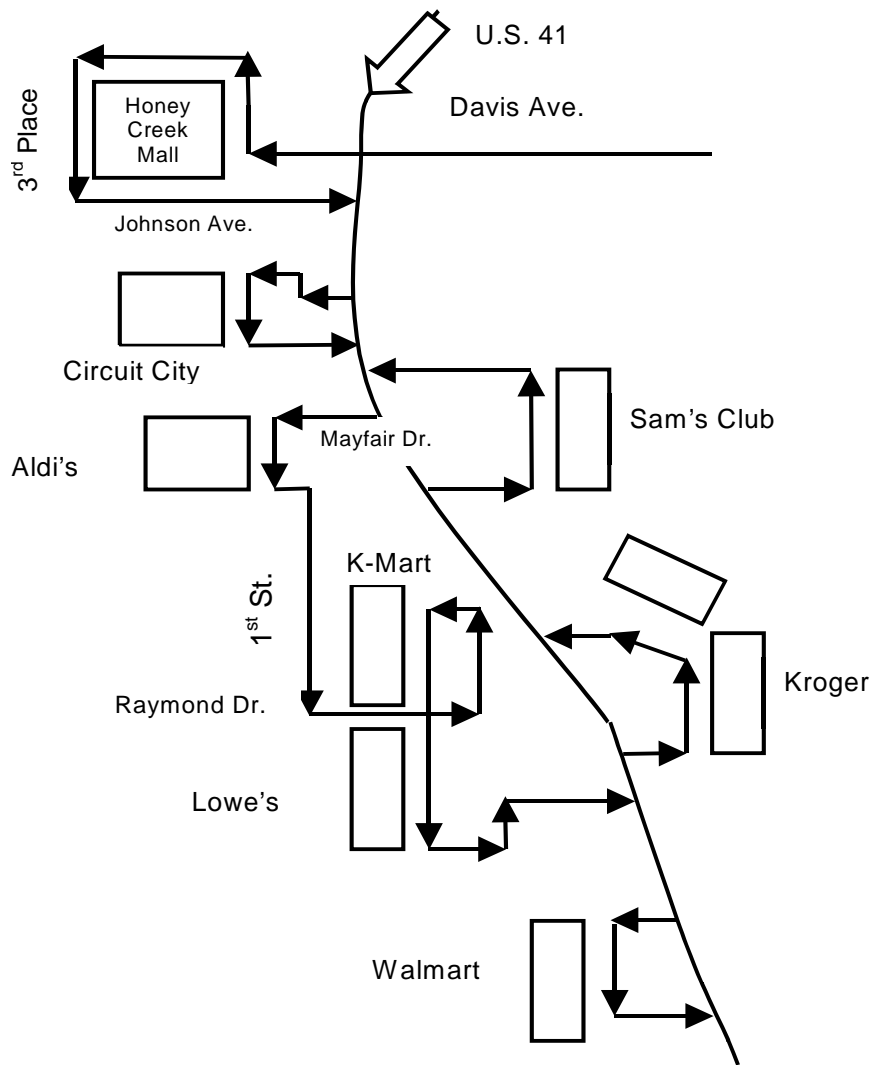 U.S. 41
Davis Ave.
Honey
Creek
Mall
3rd Place
Johnson Ave.
Circuit City
Sam's Club
Mayfair Dr.
Aldi's
K-Mart
1st St.
Kroger
Raymond Dr.
Lowe's
Walmart